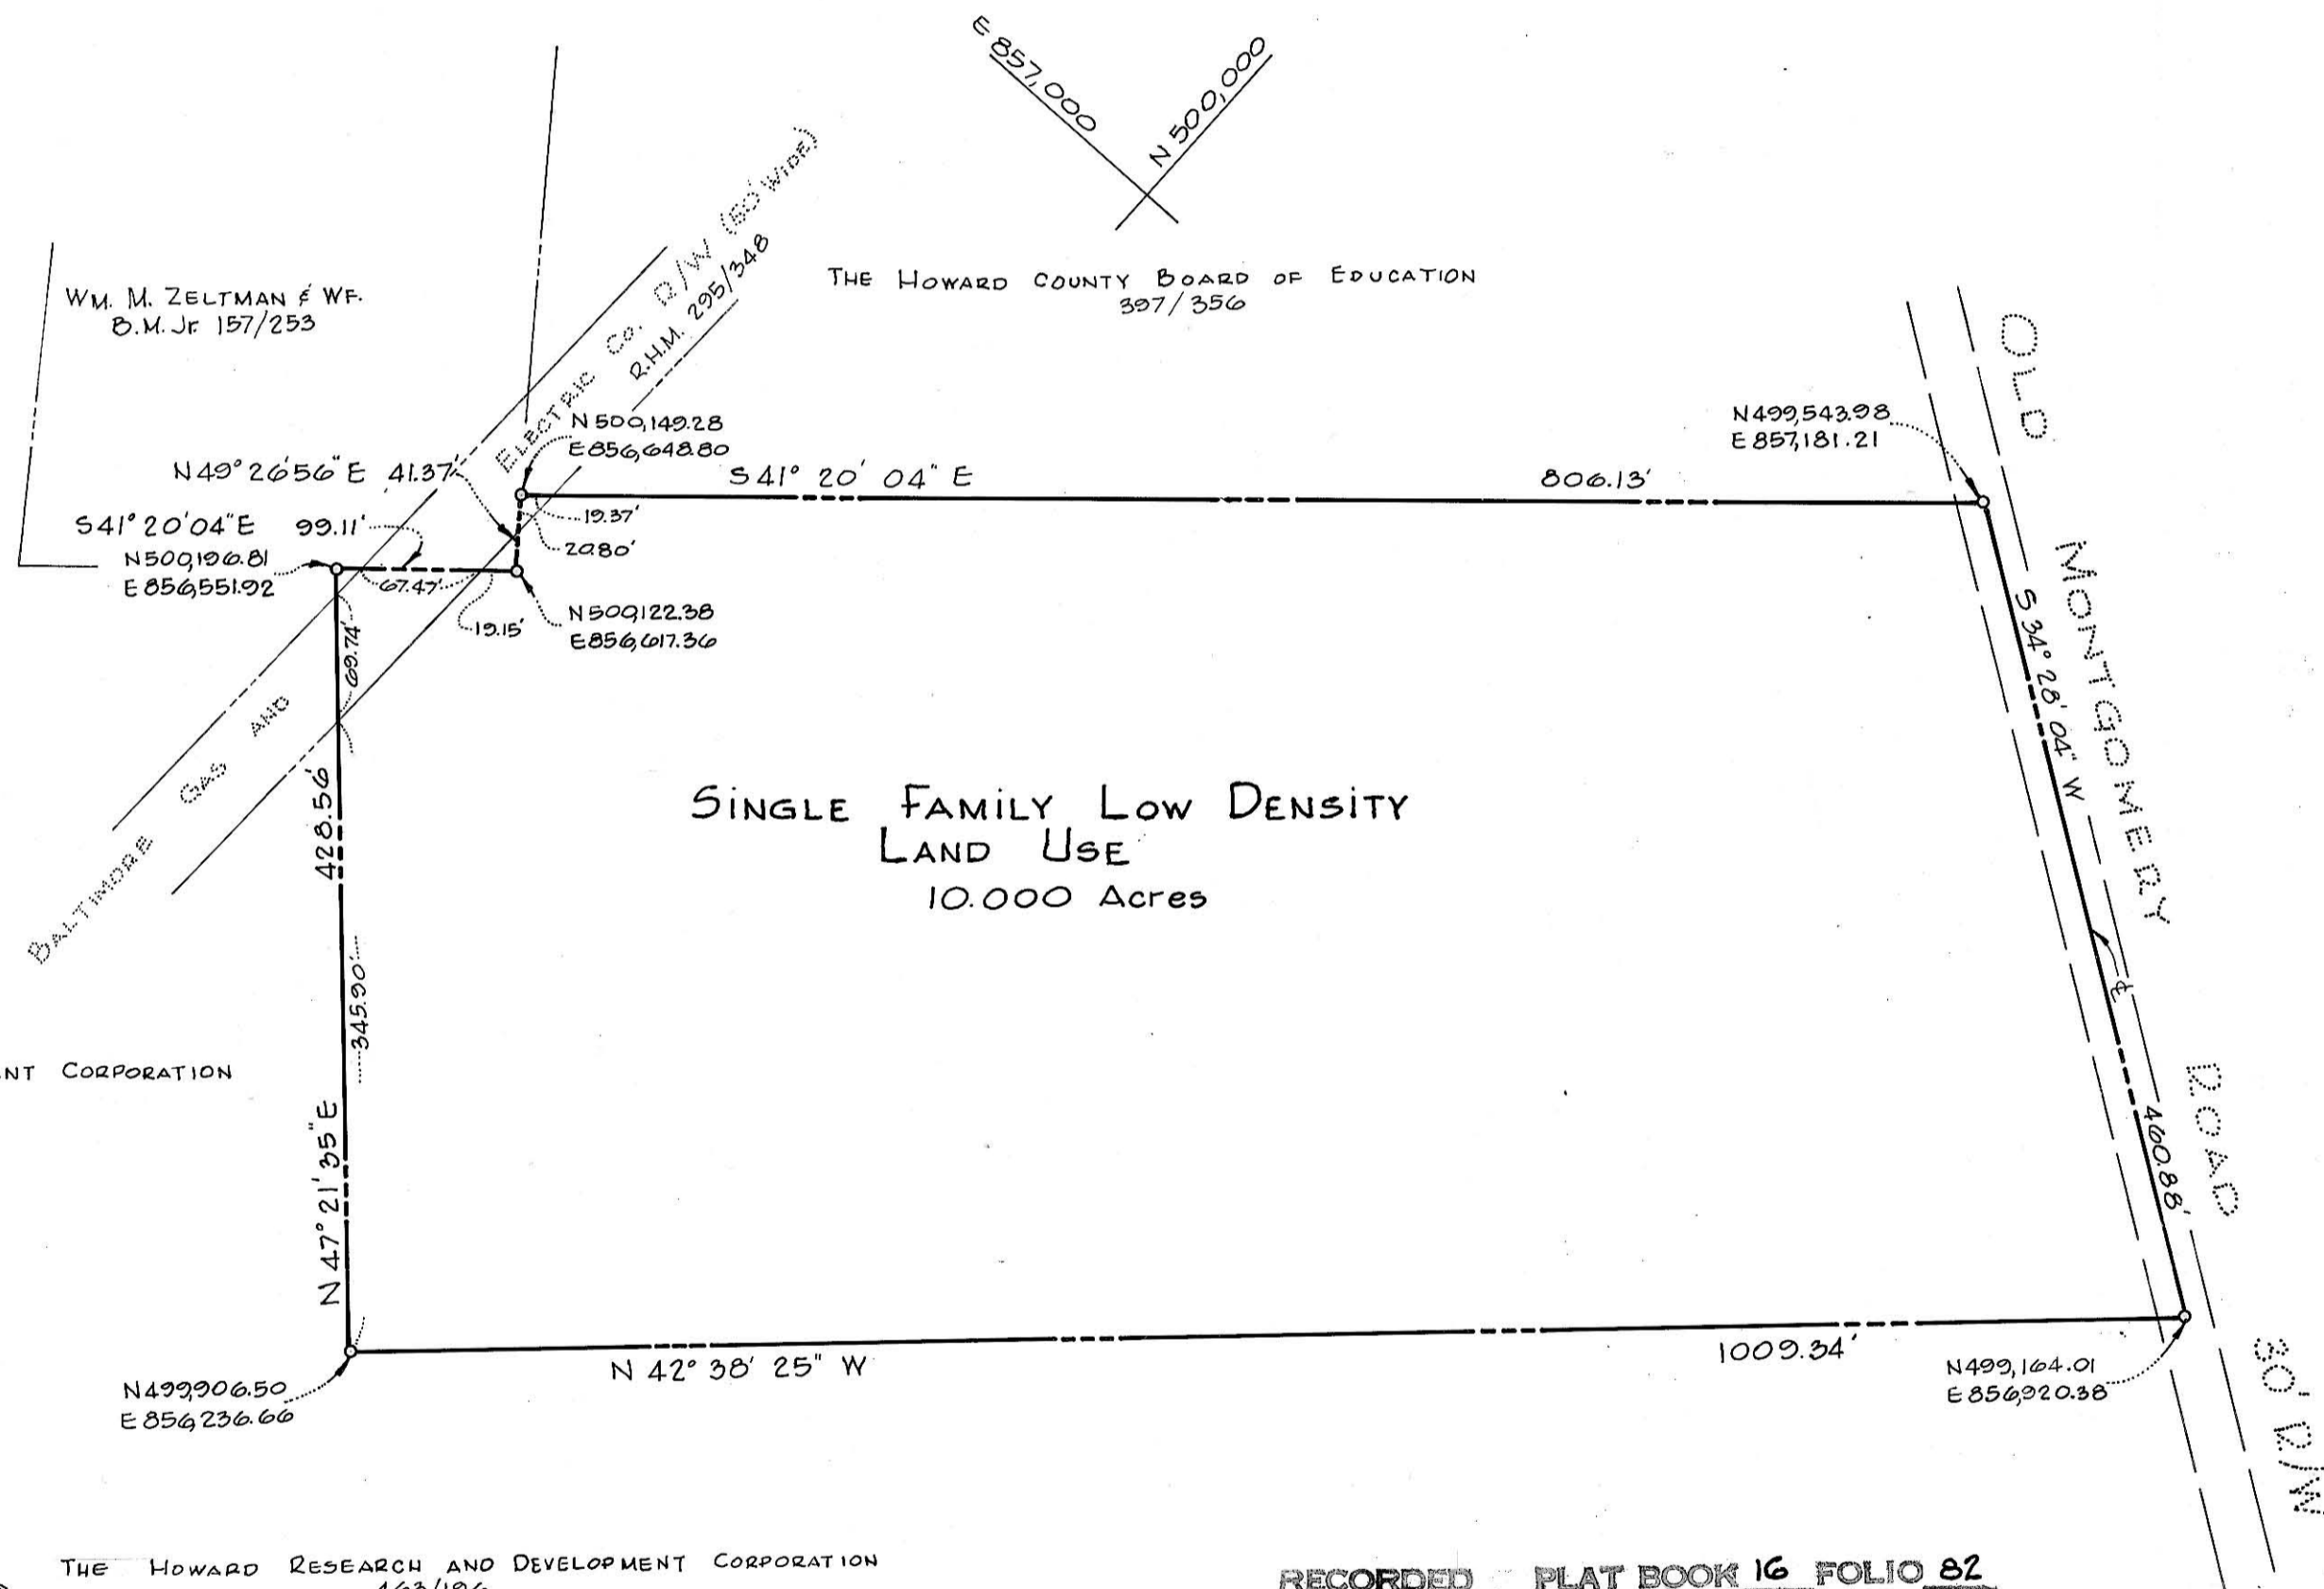 E 857,000
N 500,000
WM. M. ZELTMAN & WF.
B.M. Jr. 157/253
THE HOWARD COUNTY BOARD OF EDUCATION
397/356
BALTIMORE GAS AND ELECTRIC CO. R/W (60' WIDE)
R.H.M. 295/348
N 500,149.28
E 856,648.80
N49°26'56"E 41.37'
S 41° 20' 04" E 806.13'
N499,543.98
E 857,181.21
S41°20'04"E 99.11'
19.37'
20.80'
N500,196.81
E 856,551.92
67.47'
19.15'
N 500,122.38
E 856,617.36
69.74'
428.56'
345.90'
N 47° 21' 35" E
SINGLE FAMILY LOW DENSITY
LAND USE
10.000 Acres
OLD MONTGOMERY ROAD 30' R/W
S 34° 28' 04" W 460.88'
℄
NT CORPORATION
N 42° 38' 25" W 1009.34'
N499,906.50
E 856,236.66
N499,164.01
E 856,920.38
THE HOWARD RESEARCH AND DEVELOPMENT CORPORATION
RECORDED PLAT BOOK 16 FOLIO 82